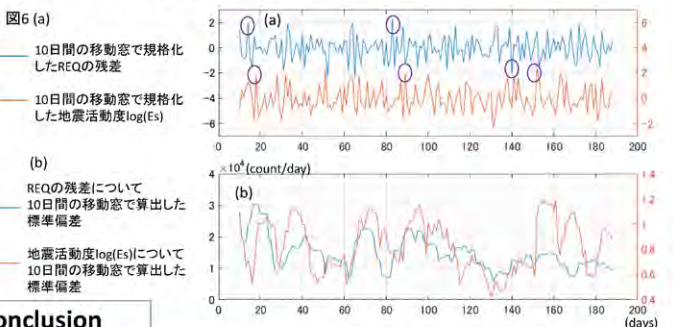 図6 (a)
10日間の移動窓で規格化
したREQの残差
10日間の移動窓で規格化
した地震活動度log(Es)
(b)
REQの残差について
10日間の移動窓で算出した
標準偏差
地震活動度log(Es)について
10日間の移動窓で算出した
標準偏差
onclusion
(a)
2
0
-2
-4
-6
6
4
2
0
-2
0 20 40 60 80 100 120 140 160 180 200
×10⁴(count/day)
(b)
4
3
2
1
0
1.4
1.2
1
0.8
0.6
0.4
0 20 40 60 80 100 120 140 160 180 200
(days)